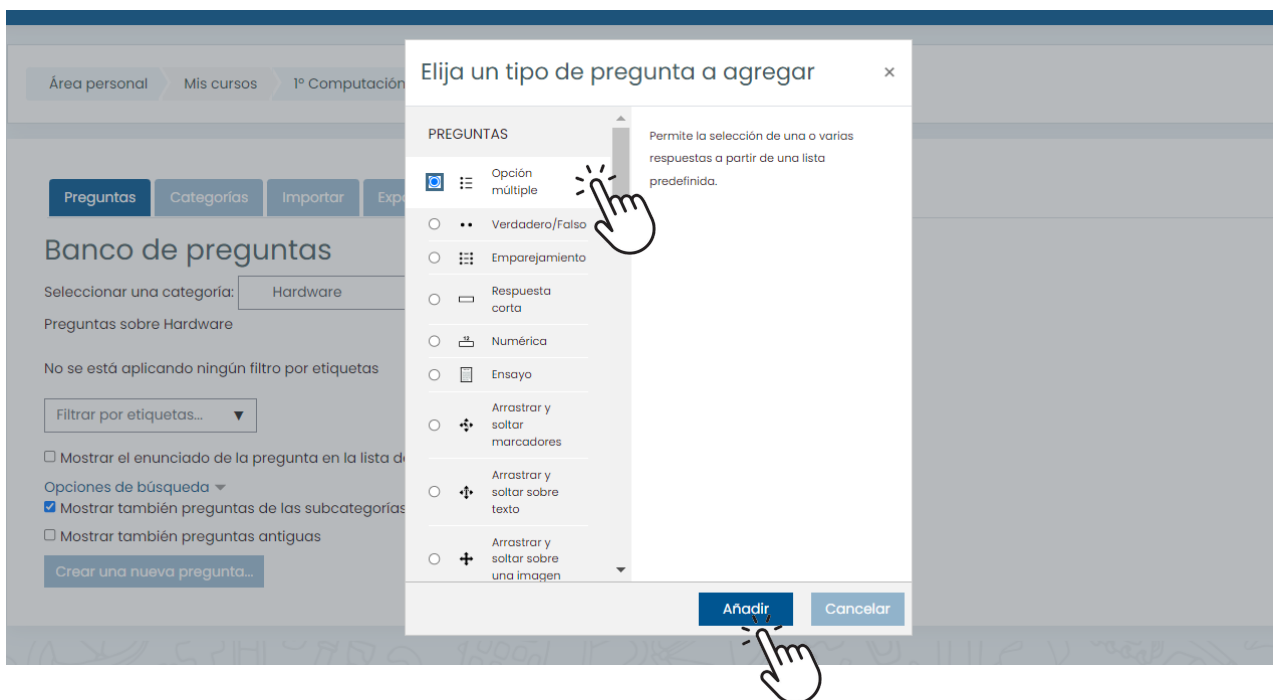 Área personal
Mis cursos
1º Computación
Preguntas
Categorías
Importar
Banco de preguntas
Seleccionar una categoría:
Hardware
Preguntas sobre Hardware
No se está aplicando ningún filtro por etiquetas
Filtrar por etiquetas...
Mostrar el enunciado de la pregunta en la lista
Opciones de búsqueda
Mostrar también preguntas de las subcategorías
Mostrar también preguntas antiguas
Crear una nueva pregunta...
Elija un tipo de pregunta a agregar
×
PREGUNTAS
Opción
múltiple
Verdadero/Falso
Emparejamiento
Respuesta
corta
12
Numérica
Ensayo
Arrastrar y
soltar
marcadores
Arrastrar y
soltar sobre
texto
Arrastrar y
soltar sobre
una imagen
Permite la selección de una o varias
respuestas a partir de una lista
predefinida.
Añadir
Cancelar